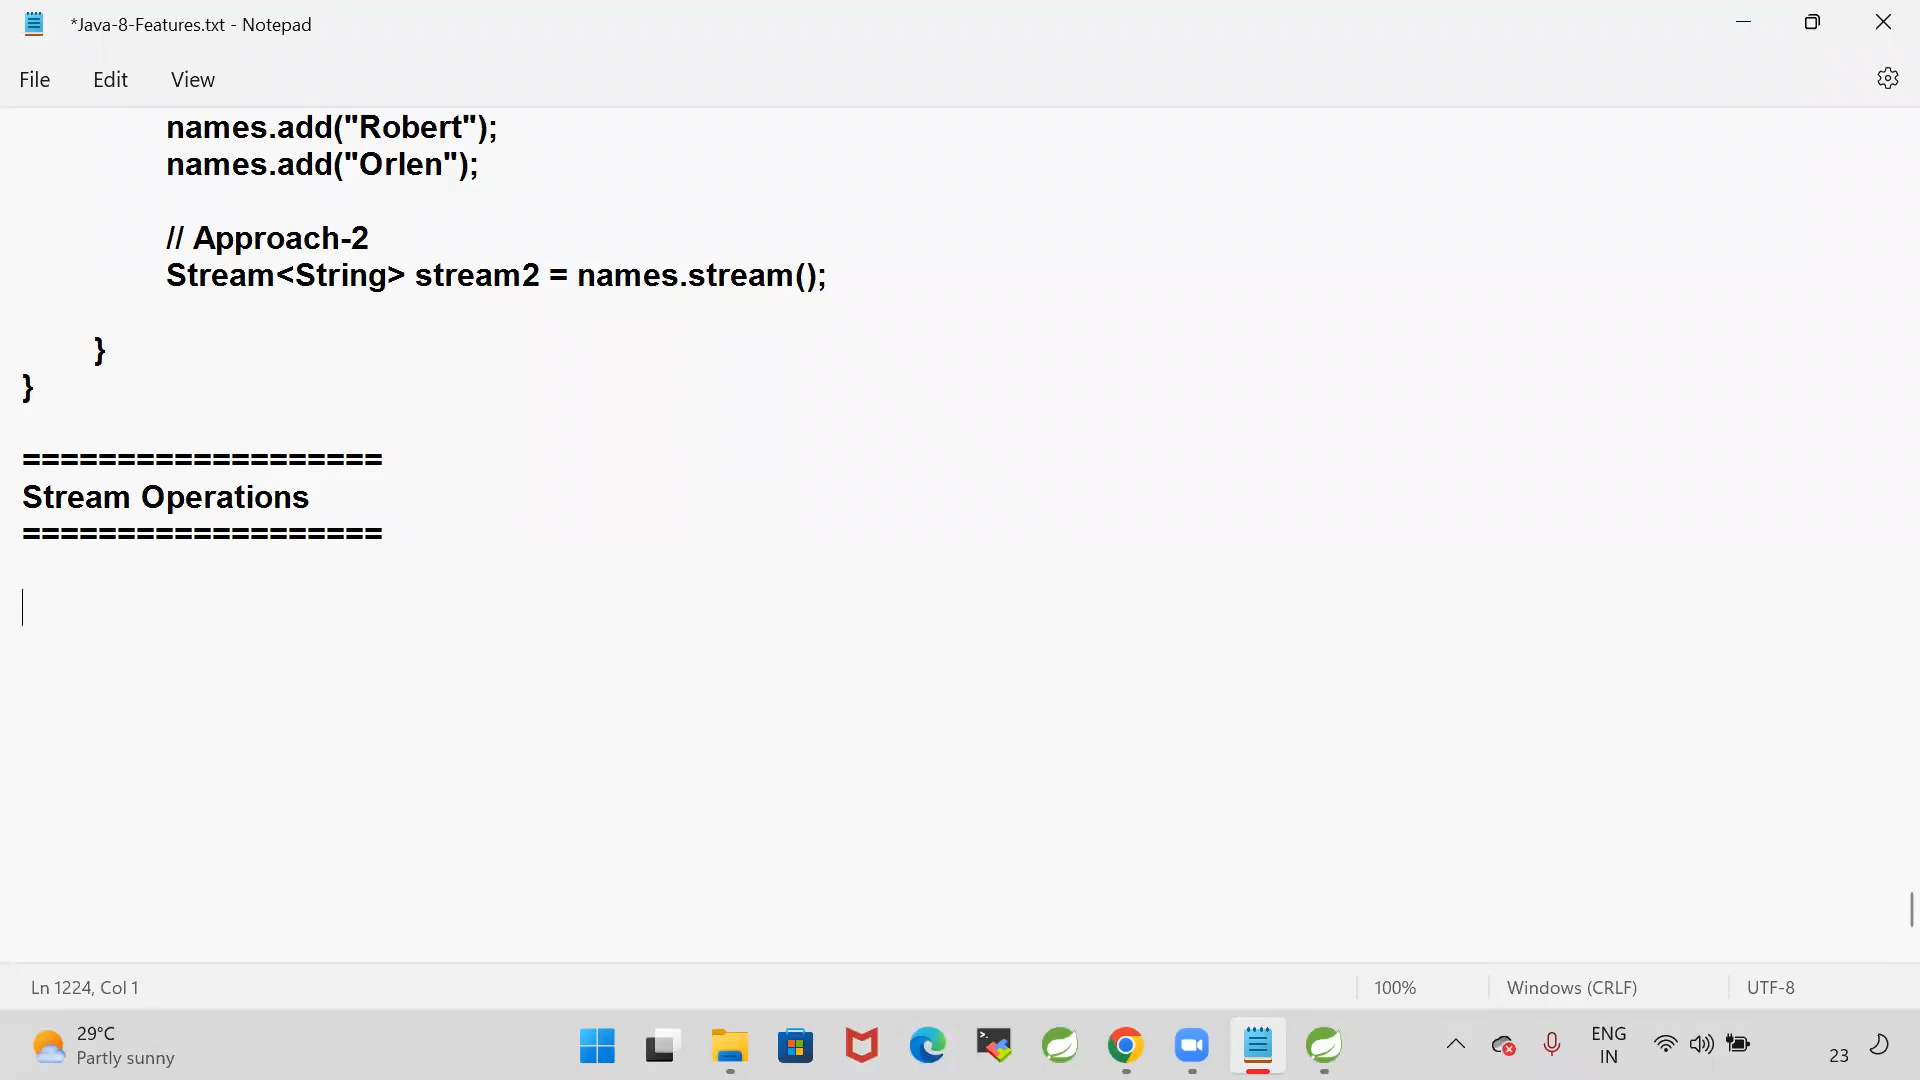 *Java-8-Features.txt - Notepad
File Edit View
names.add("Robert");
names.add("Orlen");
// Approach-2
Stream<String> stream2 = names.stream();
}
}
===================
Stream Operations
===================
Ln 1224, Col 1
100%
Windows (CRLF)
UTF-8
29°C
Partly sunny
ENG
IN
23